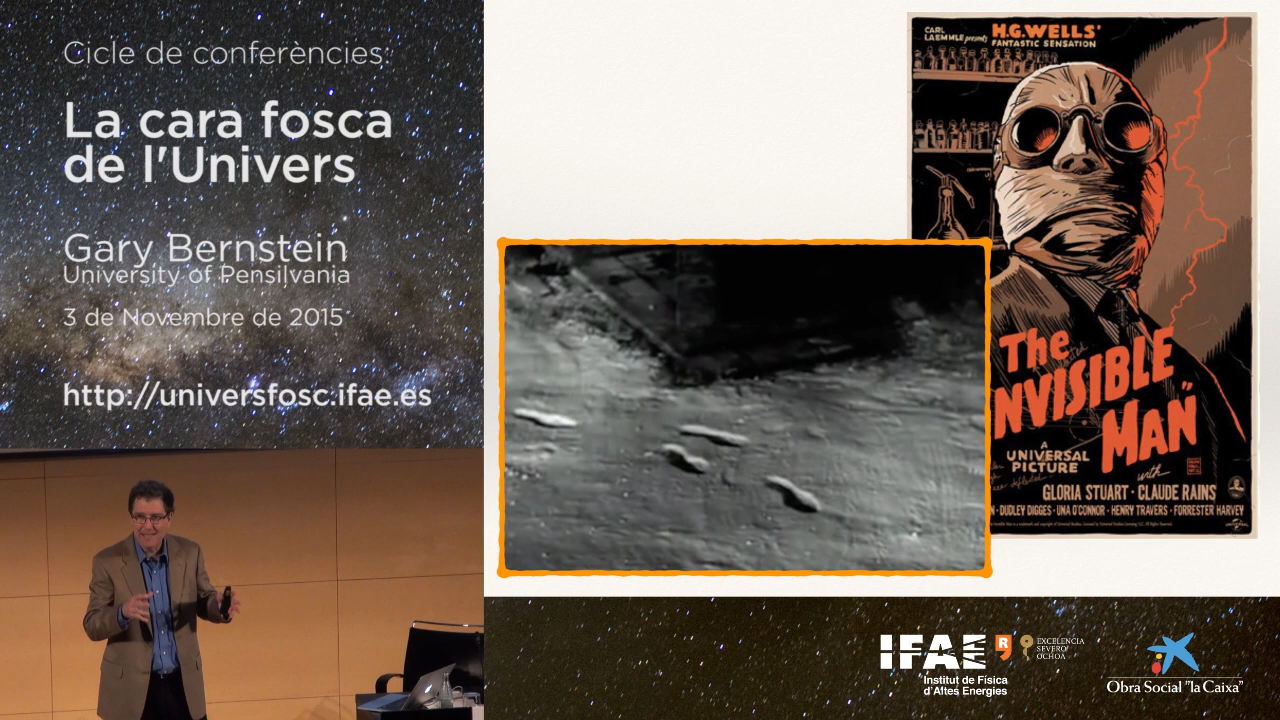 Cicle de conferències:
La cara fosca
de l'Univers
Gary Bernstein
University of Pensilvania
3 de Novembre de 2015
http://universfosc.ifae.es
CARL
LAEMMLE presents
H.G. WELLS'
FANTASTIC SENSATION
The
NVISIBLE
MAN"
A
UNIVERSAL
PICTURE
with
GLORIA STUART · CLAUDE RAINS
N · DUDLEY DIGGES · UNA O'CONNOR · HENRY TRAVERS · FORRESTER HARVEY
IFAE
Institut de Física
d'Altes Energies
R
EXCELENCIA
SEVERO
OCHOA
Obra Social "la Caixa"